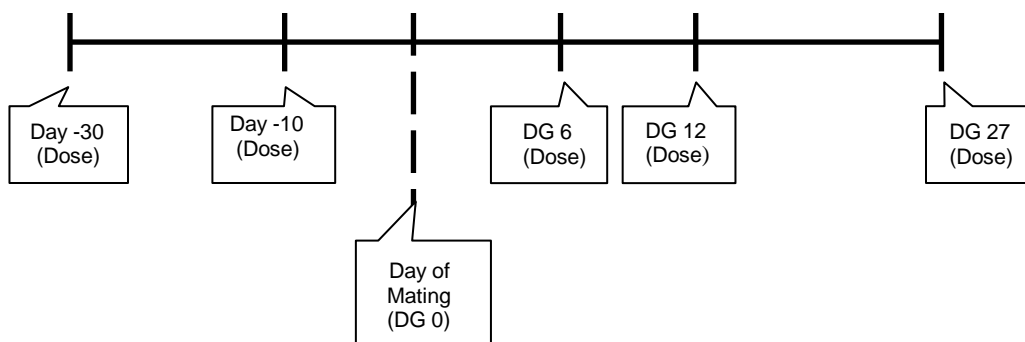 Day -30
(Dose)
Day -10
(Dose)
DG 6
(Dose)
DG 12
(Dose)
DG 27
(Dose)
Day of
Mating
(DG 0)